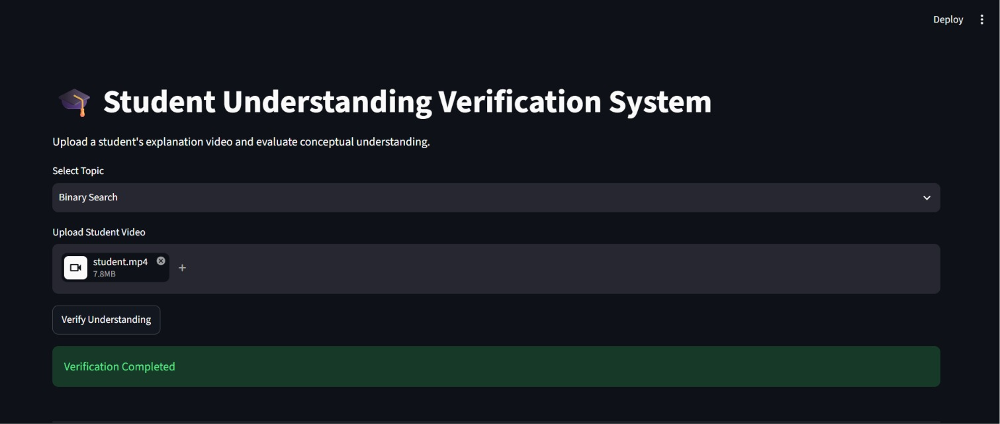 Deploy
Student Understanding Verification System
Upload a student's explanation video and evaluate conceptual understanding.
Select Topic
Binary Search
Upload Student Video
student.mp4
7.8MB
Verify Understanding
Verification Completed